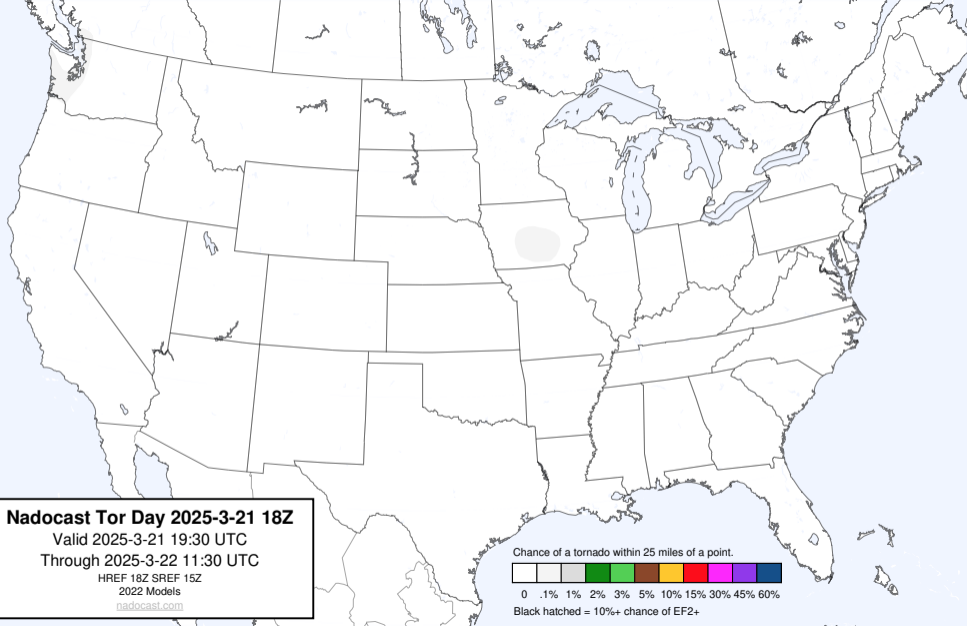 Nadocast Tor Day 2025-3-21 18Z
Valid 2025-3-21 19:30 UTC
Through 2025-3-22 11:30 UTC
HREF 18Z SREF 15Z
2022 Models
nadocast.com
Chance of a tornado within 25 miles of a point.
0 .1% 1% 2% 3% 5% 10% 15% 30% 45% 60%
Black hatched = 10%+ chance of EF2+